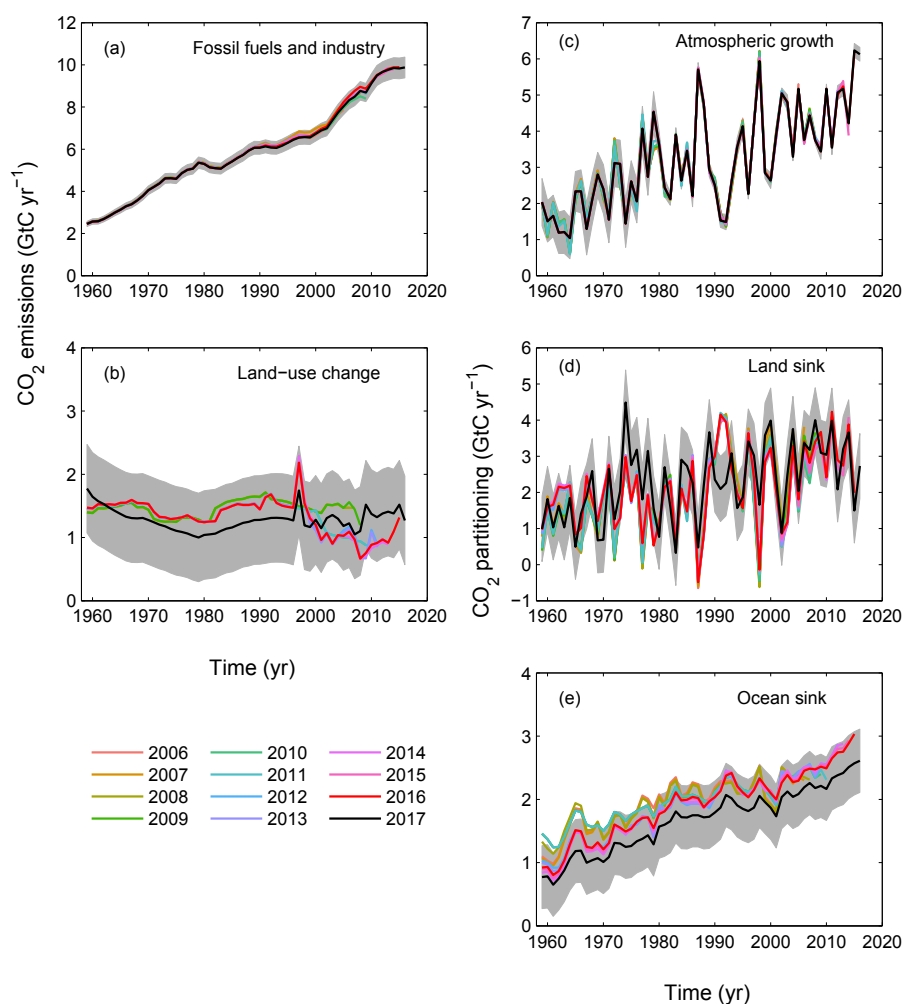 CO₂ emissions (GtC yr⁻¹)
(a) Fossil fuels and industry
12
10
8
6
4
2
0
1960 1970 1980 1990 2000 2010 2020
(b) Land−use change
4
3
2
1
0
1960 1970 1980 1990 2000 2010 2020
Time (yr)
CO₂ partitioning (GtC yr⁻¹)
(c) Atmospheric growth
7
6
5
4
3
2
1
0
1960 1970 1980 1990 2000 2010 2020
(d) Land sink
6
5
4
3
2
1
0
−1
1960 1970 1980 1990 2000 2010 2020
(e) Ocean sink
4
3
2
1
0
1960 1970 1980 1990 2000 2010 2020
Time (yr)
2006 2010 2014
2007 2011 2015
2008 2012 2016
2009 2013 2017